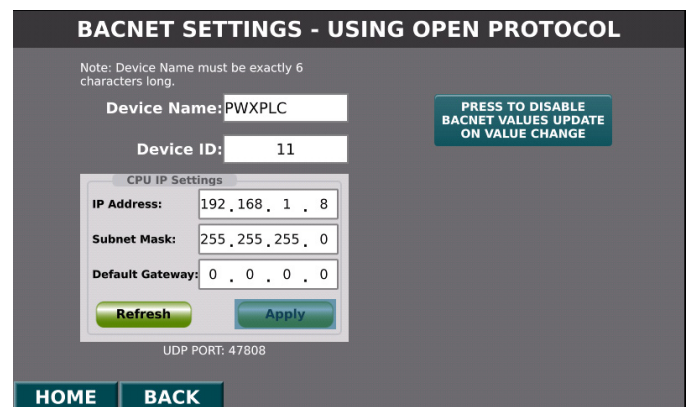 BACNET SETTINGS - USING OPEN PROTOCOL
Note: Device Name must be exactly 6
characters long.
Device Name: PWXPLC
PRESS TO DISABLE
BACNET VALUES UPDATE
ON VALUE CHANGE
Device ID: 11
CPU IP Settings
IP Address: 192 . 168 . 1 . 8
Subnet Mask: 255 . 255 . 255 . 0
Default Gateway: 0 . 0 . 0 . 0
Refresh Apply
UDP PORT: 47808
HOME BACK